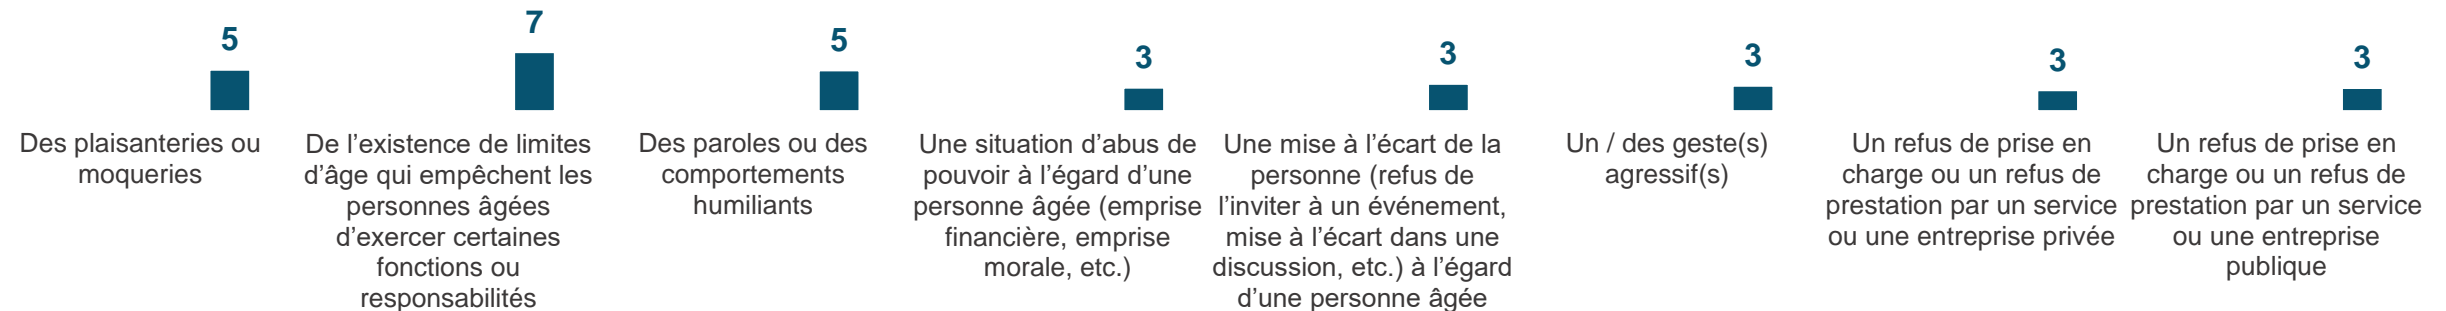 5
7
5
3
3
3
3
3
Des plaisanteries ou
moqueries
De l’existence de limites
d’âge qui empêchent les
personnes âgées
d’exercer certaines
fonctions ou
responsabilités
Des paroles ou des
comportements
humiliants
Une situation d’abus de
pouvoir à l’égard d’une
personne âgée (emprise
financière, emprise
morale, etc.)
Une mise à l’écart de la
personne (refus de
l’inviter à un événement,
mise à l’écart dans une
discussion, etc.) à l’égard
d’une personne âgée
Un / des geste(s)
agressif(s)
Un refus de prise en
charge ou un refus de
prestation par un service
ou une entreprise privée
Un refus de prise en
charge ou un refus de
prestation par un service
ou une entreprise
publique